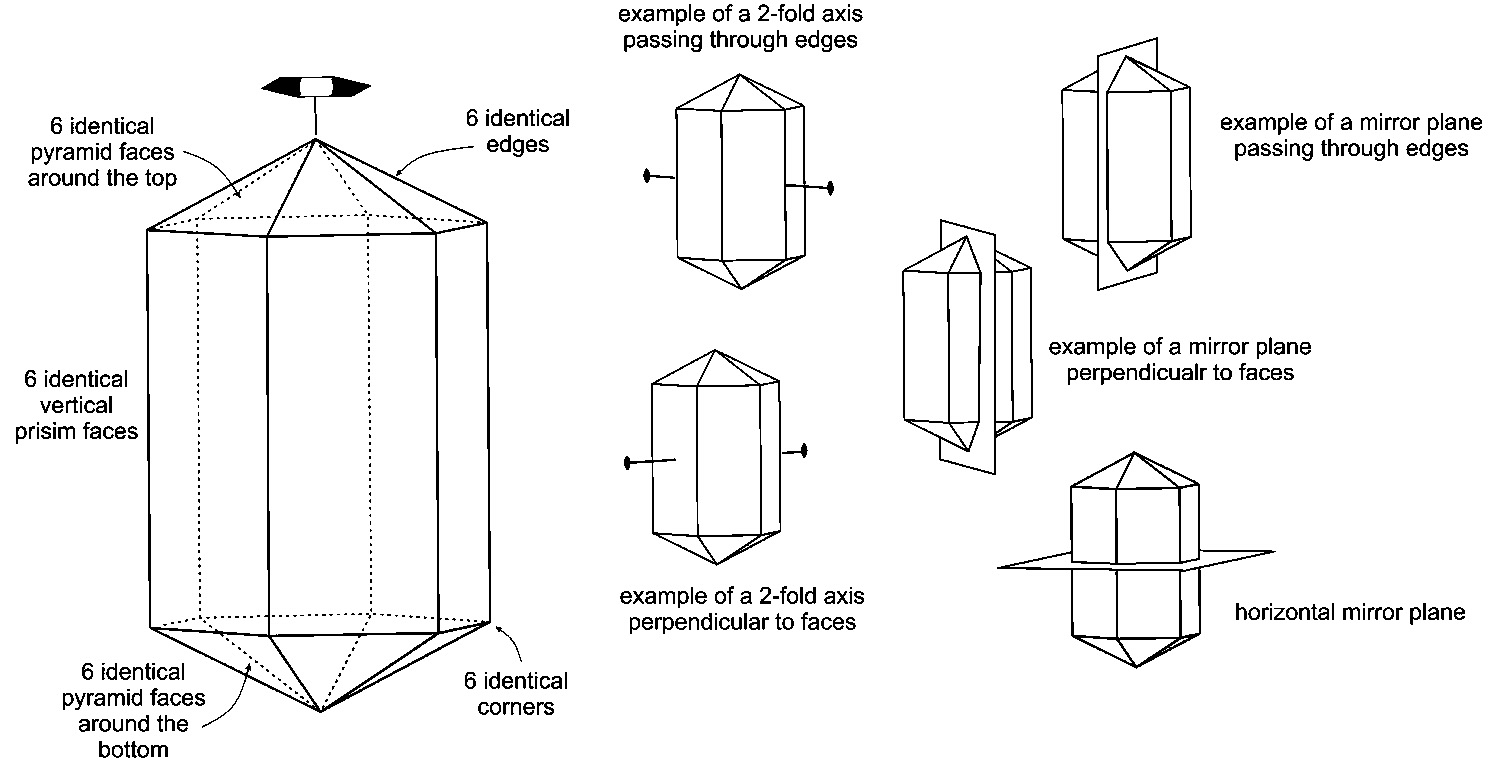 6 identical
pyramid faces
around the top
6 identical
edges
6 identical
vertical
prisim faces
6 identical
pyramid faces
around the
bottom
6 identical
corners
example of a 2-fold axis
passing through edges
example of a 2-fold axis
perpendicular to faces
example of a mirror plane
passing through edges
example of a mirror plane
perpendicualr to faces
horizontal mirror plane